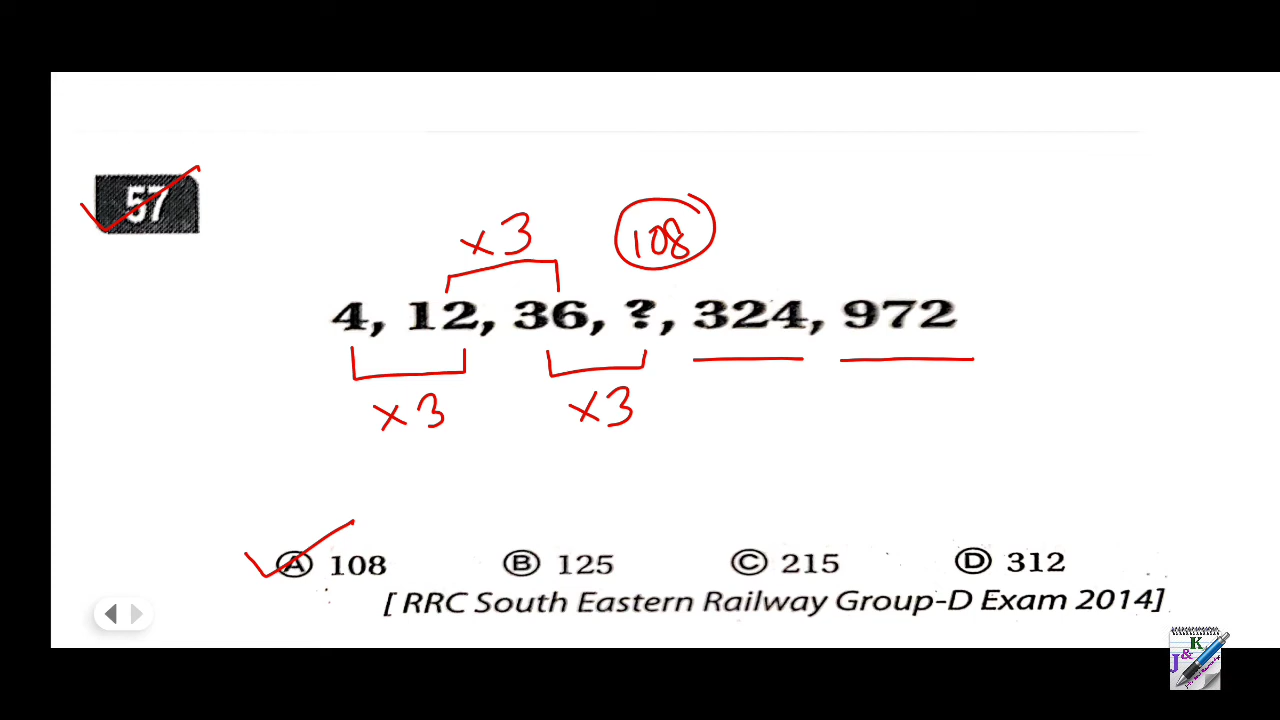 57
×3
108
4, 12, 36, ?, 324, 972
×3 ×3
Ⓐ 108 Ⓑ 125 Ⓒ 215 Ⓓ 312
[ RRC South Eastern Railway Group-D Exam 2014]
J&K